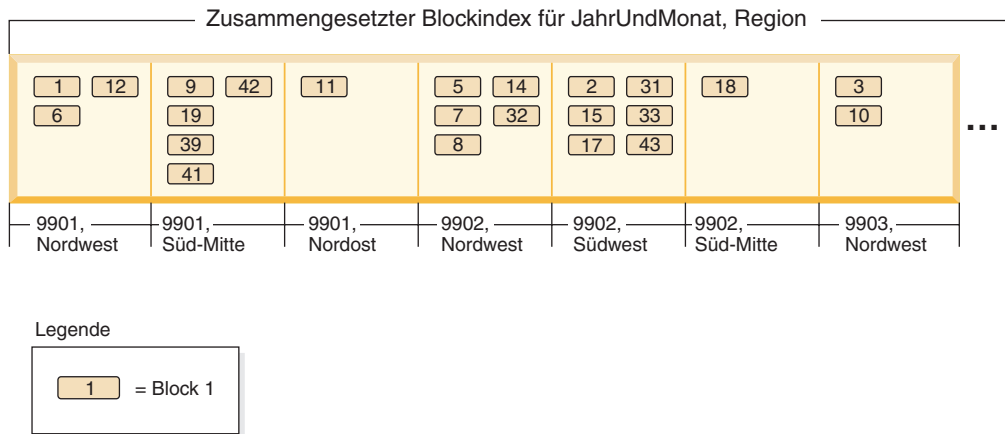 Zusammengesetzter Blockindex für JahrUndMonat, Region
1 12 9 42 11 5 14 2 31 18 3
6 19 7 32 15 33 10
39 8 17 43
41
...
9901, 9901, 9901, 9902, 9902, 9902, 9903,
Nordwest Süd-Mitte Nordost Nordwest Südwest Süd-Mitte Nordwest
Legende
1 = Block 1